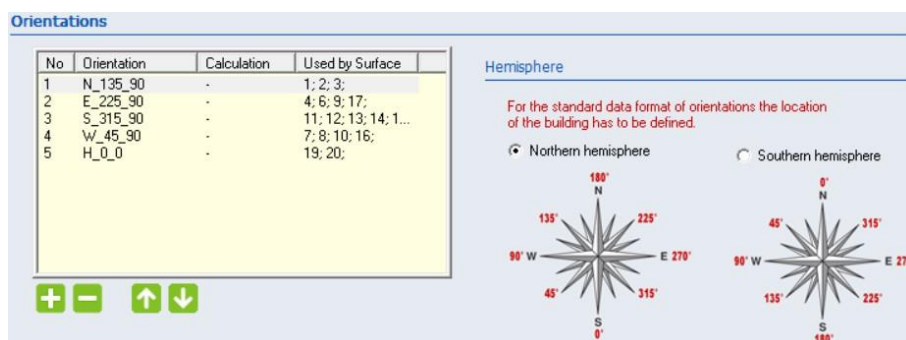 Orientations
No Orientation Calculation Used by Surface
1 N_135_90 - 1; 2; 3;
2 E_225_90 - 4; 6; 9; 17;
3 S_315_90 - 11; 12; 13; 14; 1...
4 W_45_90 - 7; 8; 10; 16;
5 H_0_0 - 19; 20;
Hemisphere
For the standard data format of orientations the location
of the building has to be defined.
Northern hemisphere
Southern hemisphere
180°
N
135° 225°
90° W E 270°
45° 315°
S
0°
0°
N
45° 315°
90° W E 27
135° 225°
S
180°